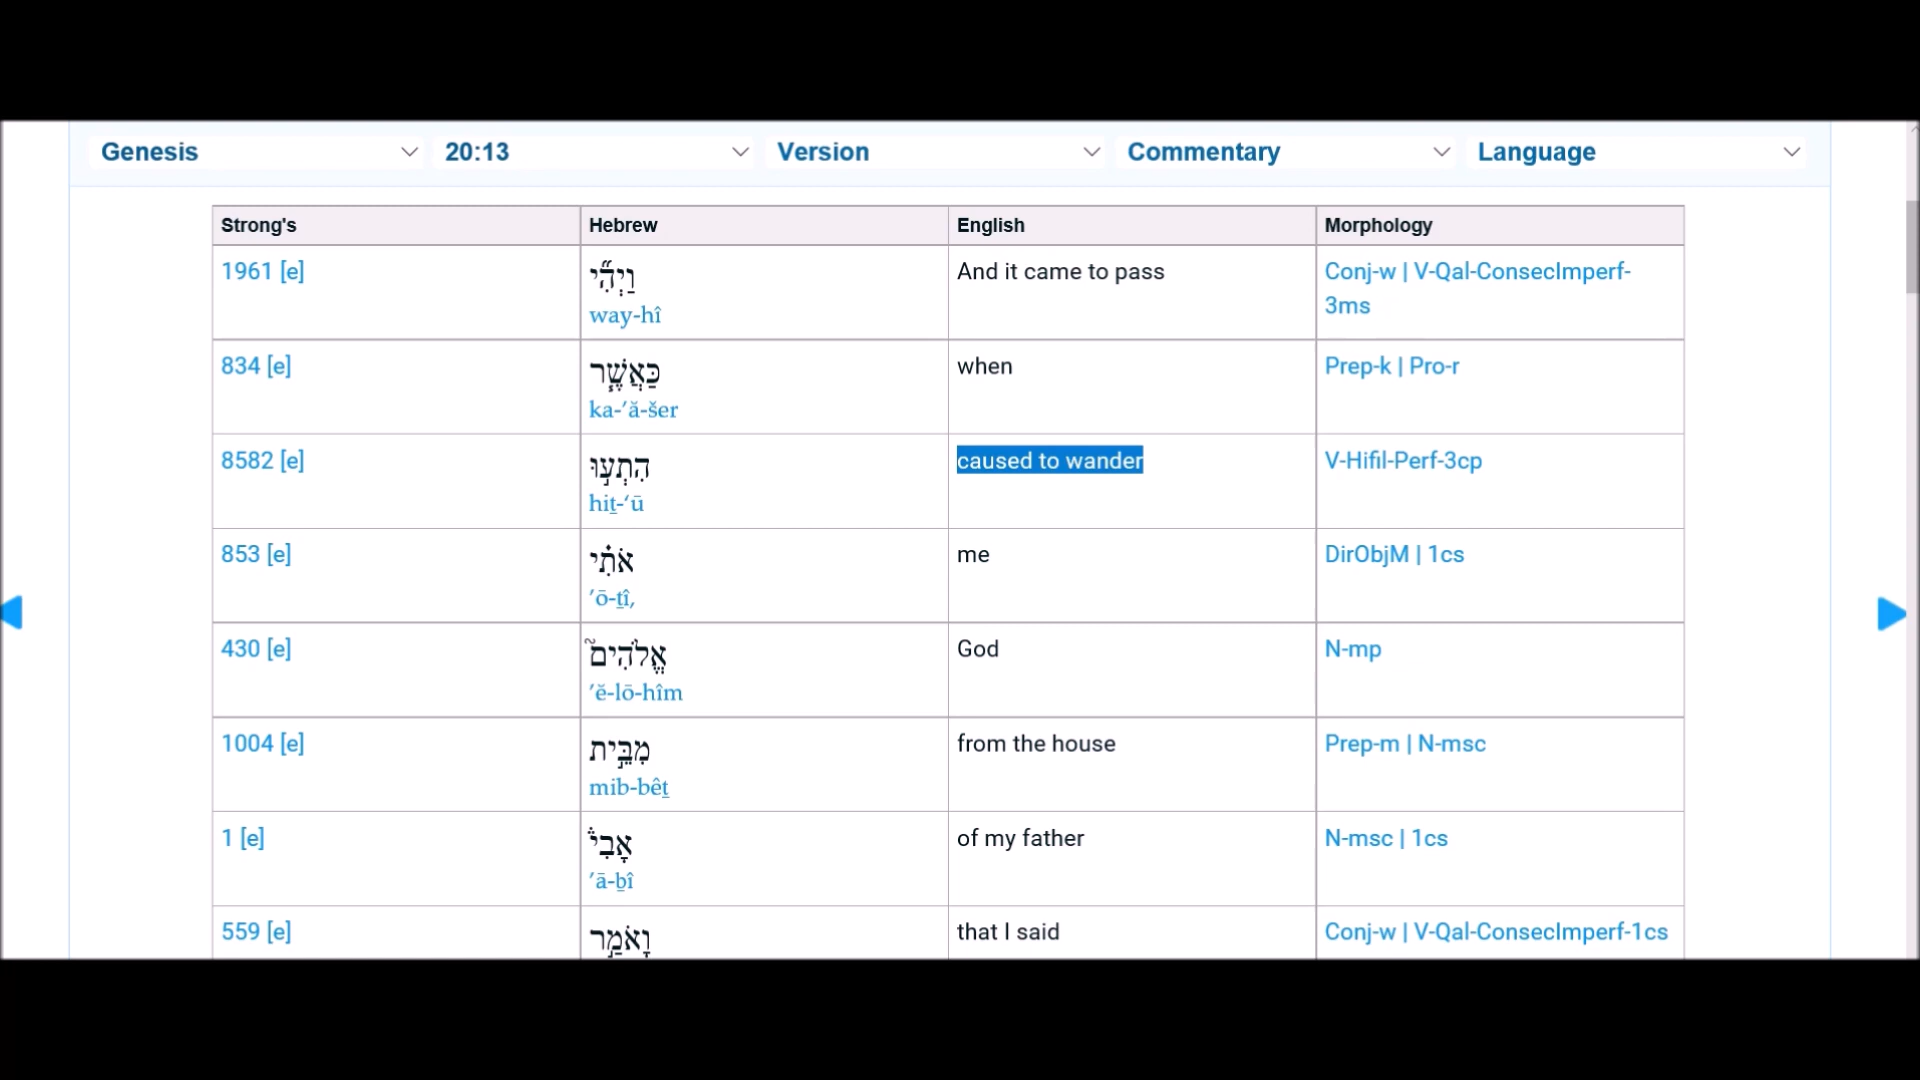 Genesis 20:13 Version Commentary Language
Strong's Hebrew English Morphology
1961 [e] וַיְהִ֞י And it came to pass Conj-w | V-Qal-ConsecImperf-
way-hî 3ms
834 [e] כַּאֲשֶׁ֧ר when Prep-k | Pro-r
ka-’ă-šer
8582 [e] הִתְע֣וּ caused to wander V-Hifil-Perf-3cp
hiṯ-‘ū
853 [e] אֹתִ֗י me DirObjM | 1cs
’ō-ṯî,
430 [e] אֱלֹהִים֮ God N-mp
’ĕ-lō-hîm
1004 [e] מִבֵּ֣ית from the house Prep-m | N-msc
mib-bêṯ
1 [e] אָבִי֒ of my father N-msc | 1cs
’ā-ḇî
559 [e] וָאֹמַ֣ר that I said Conj-w | V-Qal-ConsecImperf-1cs